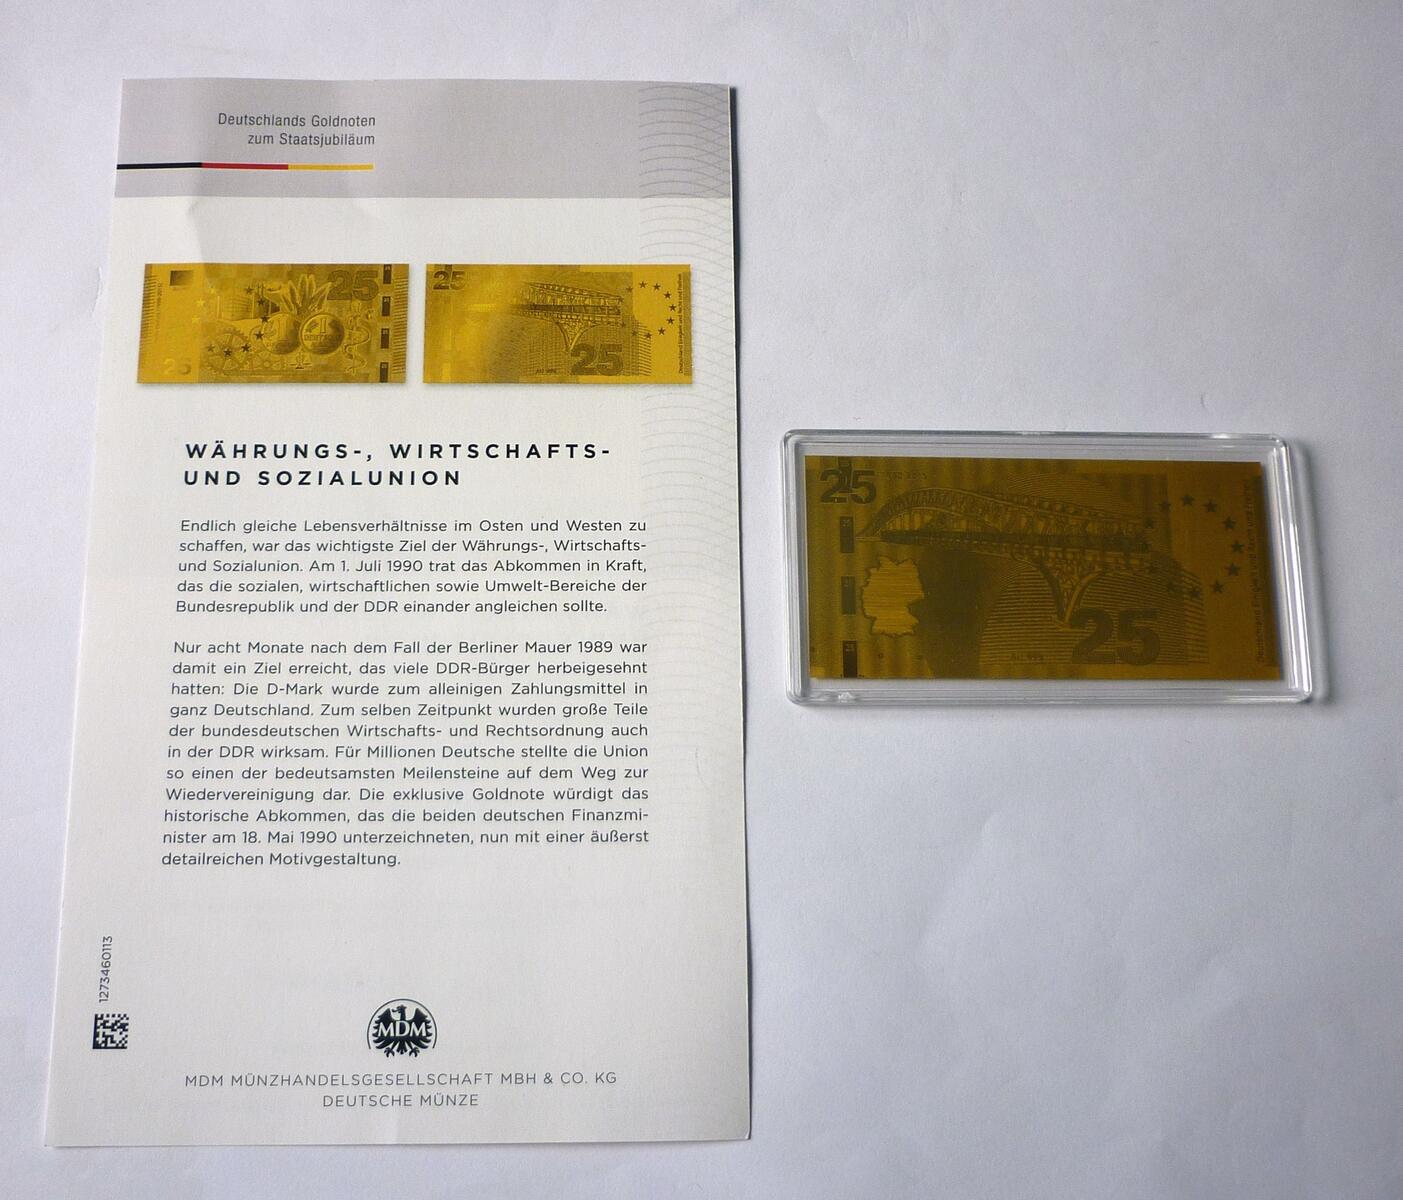 Deutschlands Goldnoten
zum Staatsjubiläum
25
25
25
25
WÄHRUNGS-, WIRTSCHAFTS-
UND SOZIALUNION
Endlich gleiche Lebensverhältnisse im Osten und Westen zu
schaffen, war das wichtigste Ziel der Währungs-, Wirtschafts-
und Sozialunion. Am 1. Juli 1990 trat das Abkommen in Kraft,
das die sozialen, wirtschaftlichen sowie Umwelt-Bereiche der
Bundesrepublik und der DDR einander angleichen sollte.
Nur acht Monate nach dem Fall der Berliner Mauer 1989 war
damit ein Ziel erreicht, das viele DDR-Bürger herbeigesehnt
hatten: Die D-Mark wurde zum alleinigen Zahlungsmittel in
ganz Deutschland. Zum selben Zeitpunkt wurden große Teile
der bundesdeutschen Wirtschafts- und Rechtsordnung auch
in der DDR wirksam. Für Millionen Deutsche stellte die Union
so einen der bedeutsamsten Meilensteine auf dem Weg zur
Wiedervereinigung dar. Die exklusive Goldnote würdigt das
historische Abkommen, das die beiden deutschen Finanzmi-
nister am 18. Mai 1990 unterzeichneten, nun mit einer äußerst
detailreichen Motivgestaltung.
1273460113
MDM
MDM MÜNZHANDELSGESELLSCHAFT MBH & CO. KG
DEUTSCHE MÜNZE
25
25